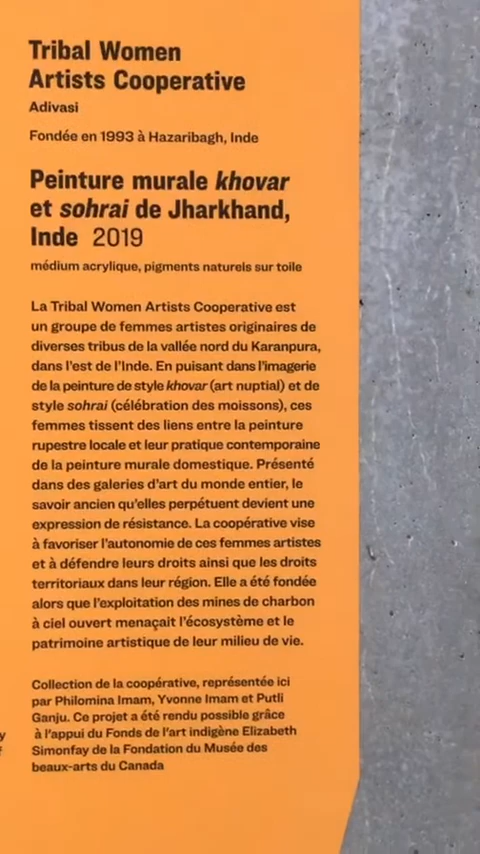 Tribal Women
Artists Cooperative
Adivasi
Fondée en 1993 à Hazaribagh, Inde
Peinture murale khovar
et sohrai de Jharkhand,
Inde 2019
médium acrylique, pigments naturels sur toile
La Tribal Women Artists Cooperative est
un groupe de femmes artistes originaires de
diverses tribus de la vallée nord du Karanpura,
dans l'est de l'Inde. En puisant dans l'imagerie
de la peinture de style khovar (art nuptial) et de
style sohrai (célébration des moissons), ces
femmes tissent des liens entre la peinture
rupestre locale et leur pratique contemporaine
de la peinture murale domestique. Présenté
dans des galeries d'art du monde entier, le
savoir ancien qu'elles perpétuent devient une
expression de résistance. La coopérative vise
à favoriser l'autonomie de ces femmes artistes
et à défendre leurs droits ainsi que les droits
territoriaux dans leur région. Elle a été fondée
alors que l'exploitation des mines de charbon
à ciel ouvert menaçait l'écosystème et le
patrimoine artistique de leur milieu de vie.
Collection de la coopérative, représentée ici
par Philomina Imam, Yvonne Imam et Putli
Ganju. Ce projet a été rendu possible grâce
à l'appui du Fonds de l'art indigène Elizabeth
Simonfay de la Fondation du Musée des
beaux-arts du Canada